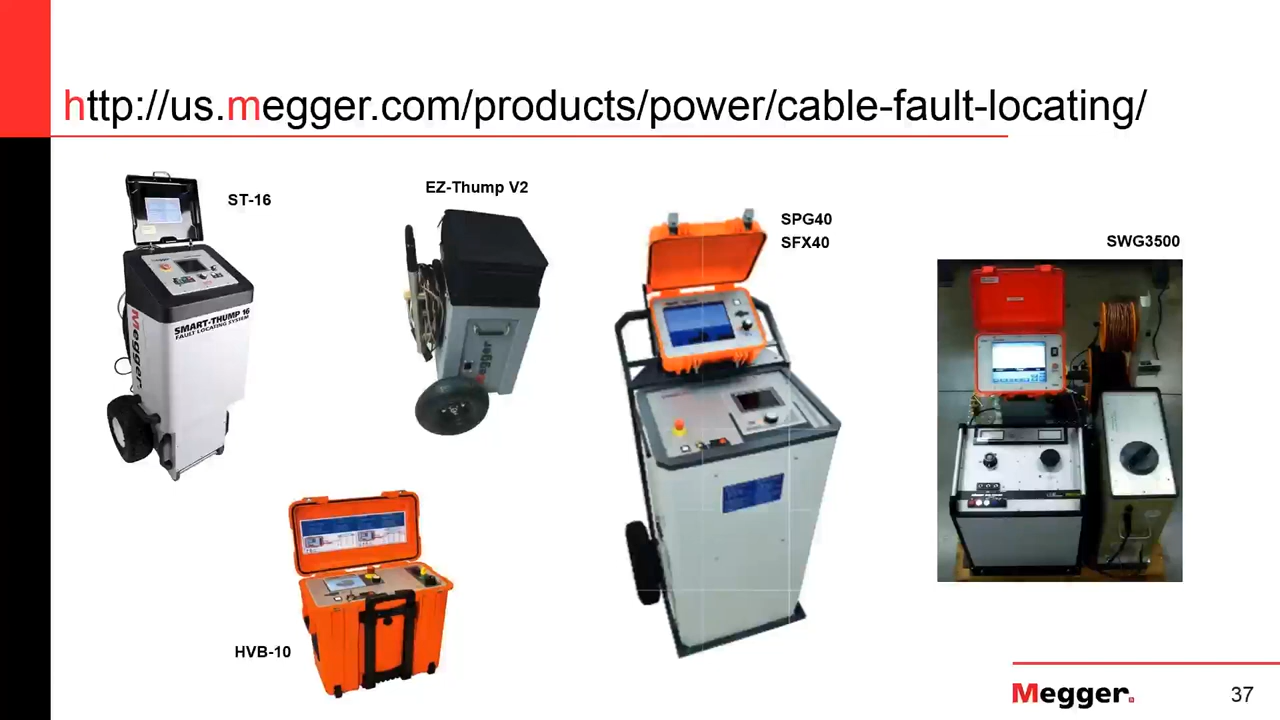 http://us.megger.com/products/power/cable-fault-locating/
ST-16
EZ-Thump V2
SPG40
SFX40
SWG3500
Megger
Megger.
SMART-THUMP 16
FAULT LOCATING SYSTEM
Megger
HVB-10
Megger.
37